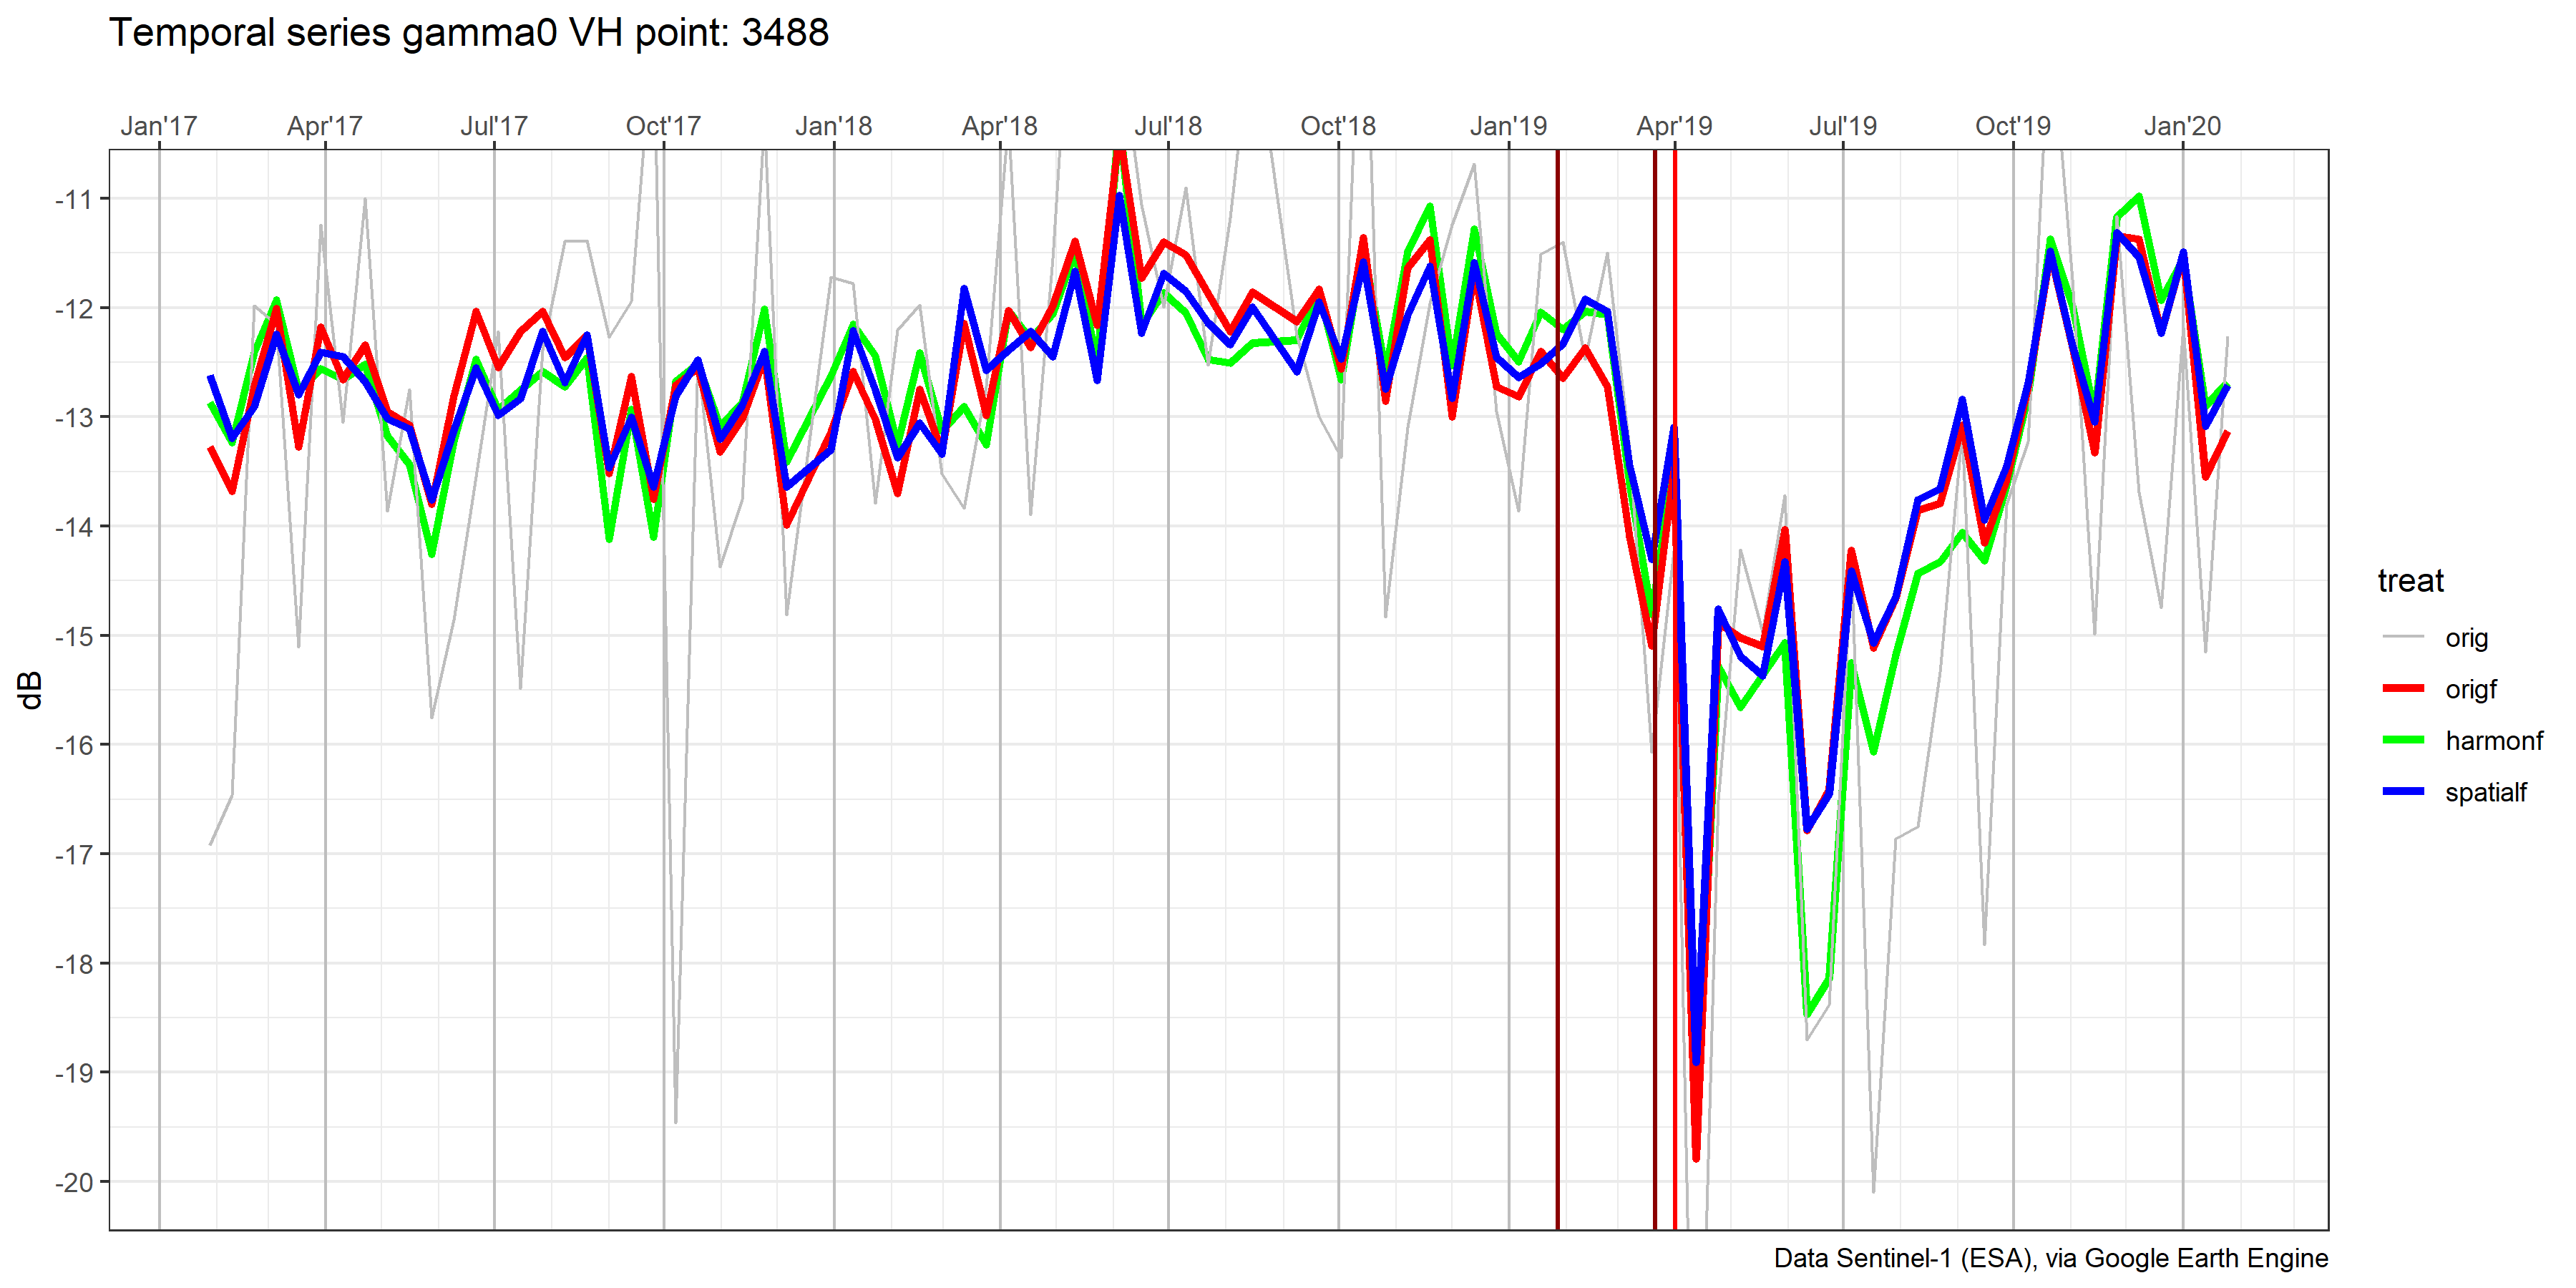 Temporal series gamma0 VH point: 3488
Jan'17 Apr'17 Jul'17 Oct'17 Jan'18 Apr'18 Jul'18 Oct'18 Jan'19 Apr'19 Jul'19 Oct'19 Jan'20
-11
-12
-13
-14
-15
-16
-17
-18
-19
-20
dB
treat
orig
origf
harmonf
spatialf
Data Sentinel-1 (ESA), via Google Earth Engine